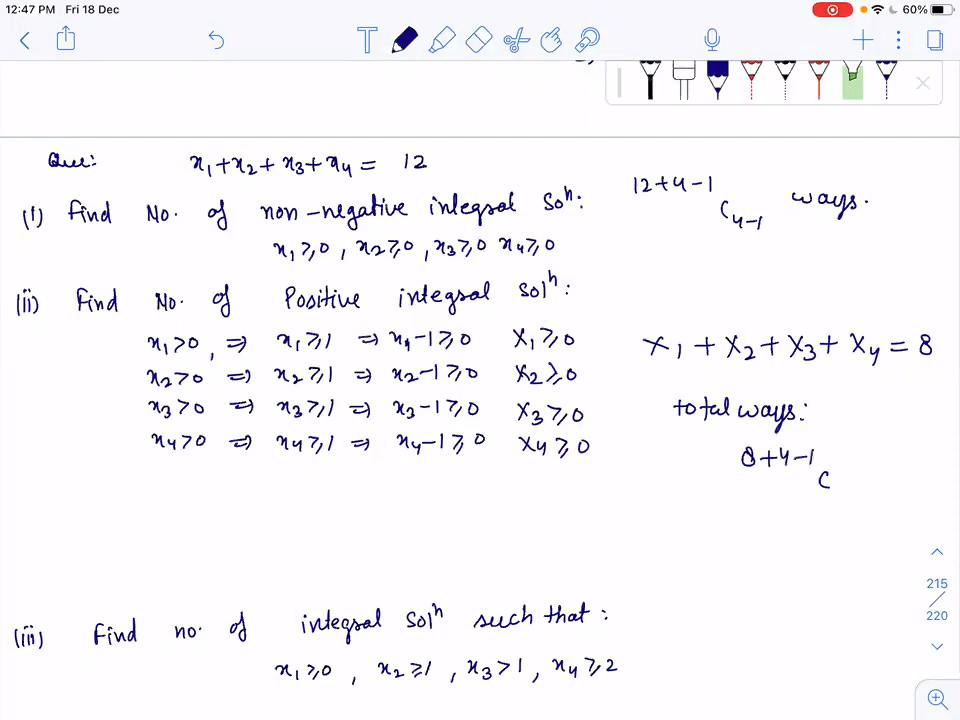 12:47 PM Fri 18 Dec
60%
Que: x₁+x₂+x₃+x₄ = 12
12+4-1
C₄₋₁ ways.
(i) Find No. of non-negative integral Solⁿ:
x₁≥0, x₂≥0, x₃≥0 x₄≥0
(ii) Find No. of Positive integral Solⁿ:
x₁>0, ⇒ x₁≥1 ⇒ x₁-1≥0 X₁≥0
X₁+X₂+X₃+X₄ = 8
x₂>0 ⇒ x₂≥1 ⇒ x₂-1≥0 X₂≥0
x₃>0 ⇒ x₃≥1 ⇒ x₃-1≥0 X₃≥0
total ways:
x₄>0 ⇒ x₄≥1 ⇒ x₄-1≥0 X₄≥0
8+4-1
C
215
220
(iii) Find no. of integral Solⁿ such that:
x₁≥0, x₂≥1, x₃>1, x₄≥2